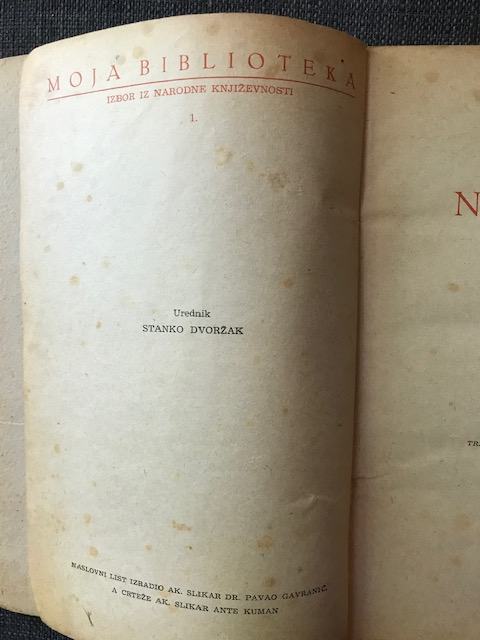 MOJA BIBLIOTEKA
IZBOR IZ NARODNE KNJIŽEVNOSTI
1.
Urednik
STANKO DVORŽAK
NASLOVNI LIST IZRADIO AK. SLIKAR DR. PAVAO GAVRANIĆ,
A CRTEŽE AK. SLIKAR ANTE KUMAN
N
TR